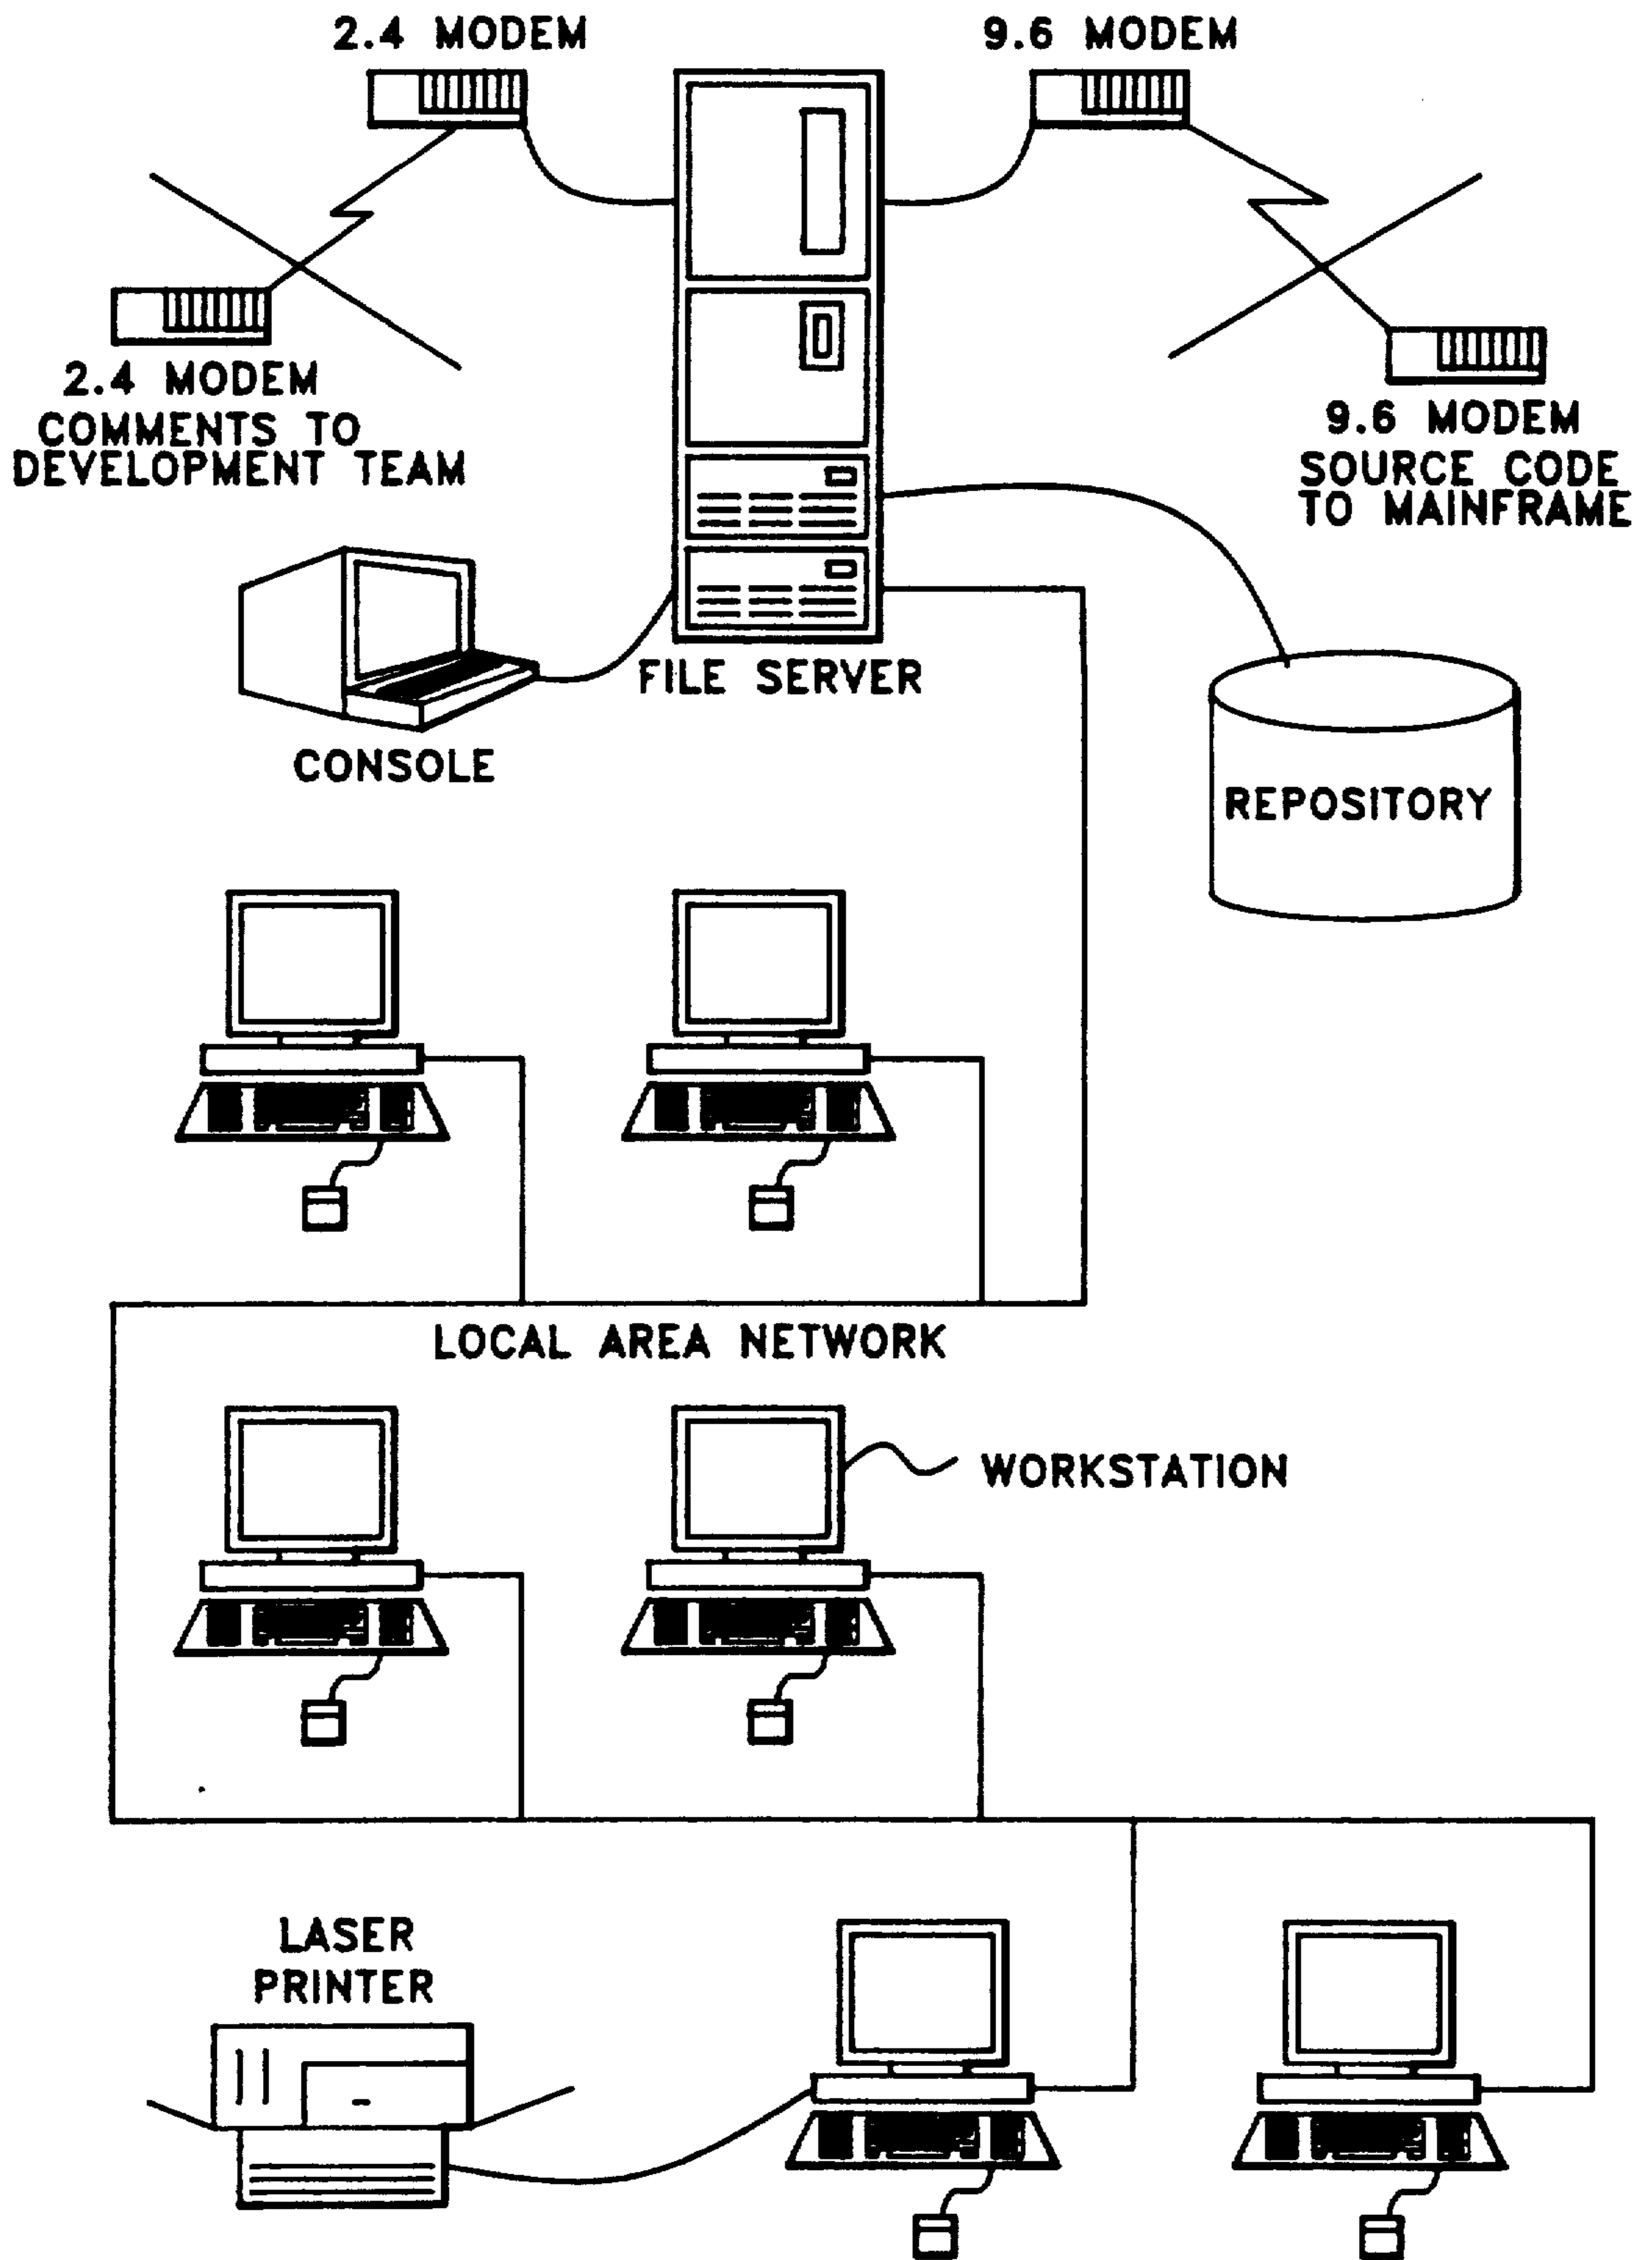 2.4 MODEM
9.6 MODEM
2.4 MODEM
COMMENTS TO
DEVELOPMENT TEAM
9.6 MODEM
SOURCE CODE
TO MAINFRAME
FILE SERVER
CONSOLE
REPOSITORY
LOCAL AREA NETWORK
WORKSTATION
LASER
PRINTER